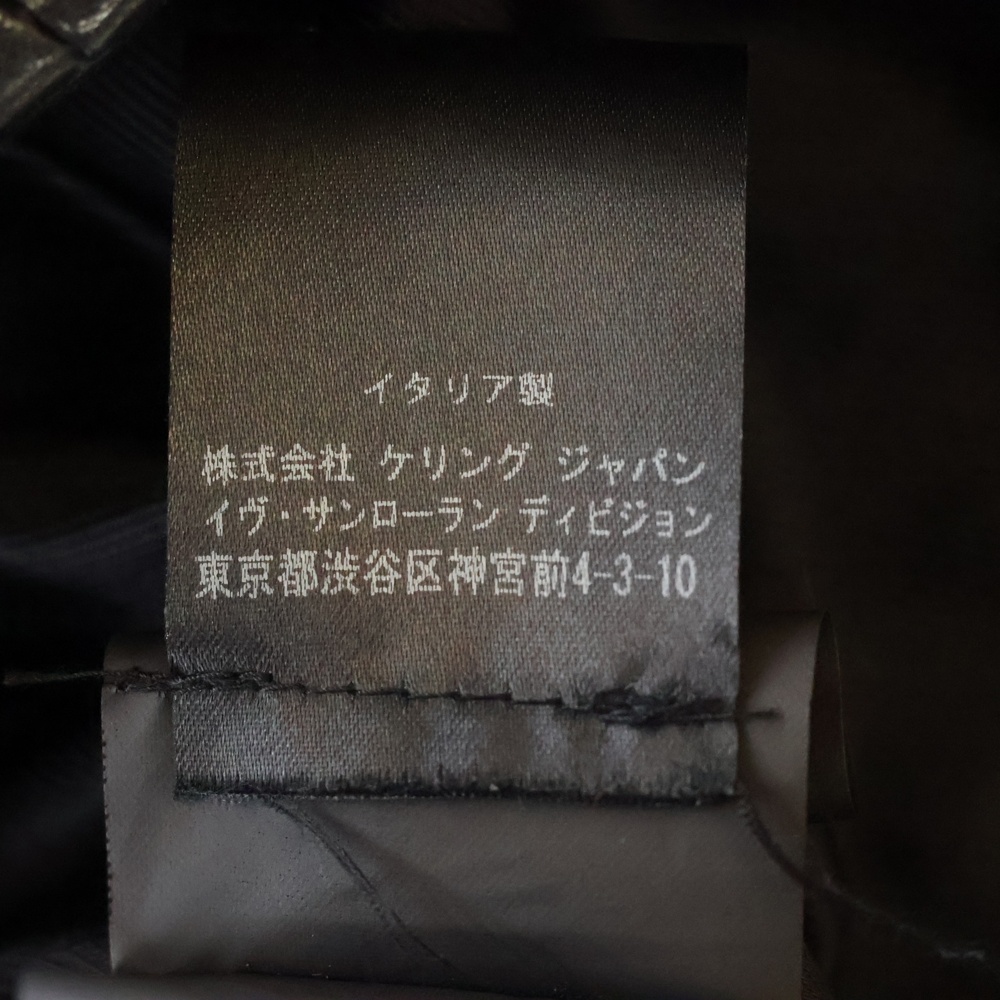 イタリア製
株式会社 ケリング ジャパン
イヴ・サンローラン ディビジョン
東京都渋谷区神宮前4-3-10